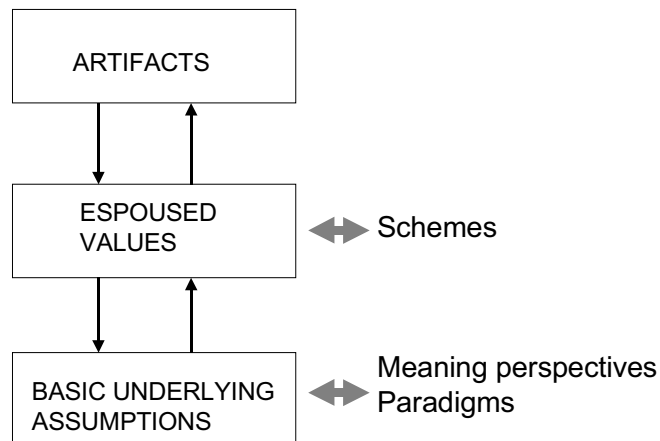 ARTIFACTS
ESPOUSED
VALUES
Schemes
BASIC UNDERLYING
ASSUMPTIONS
Meaning perspectives
Paradigms